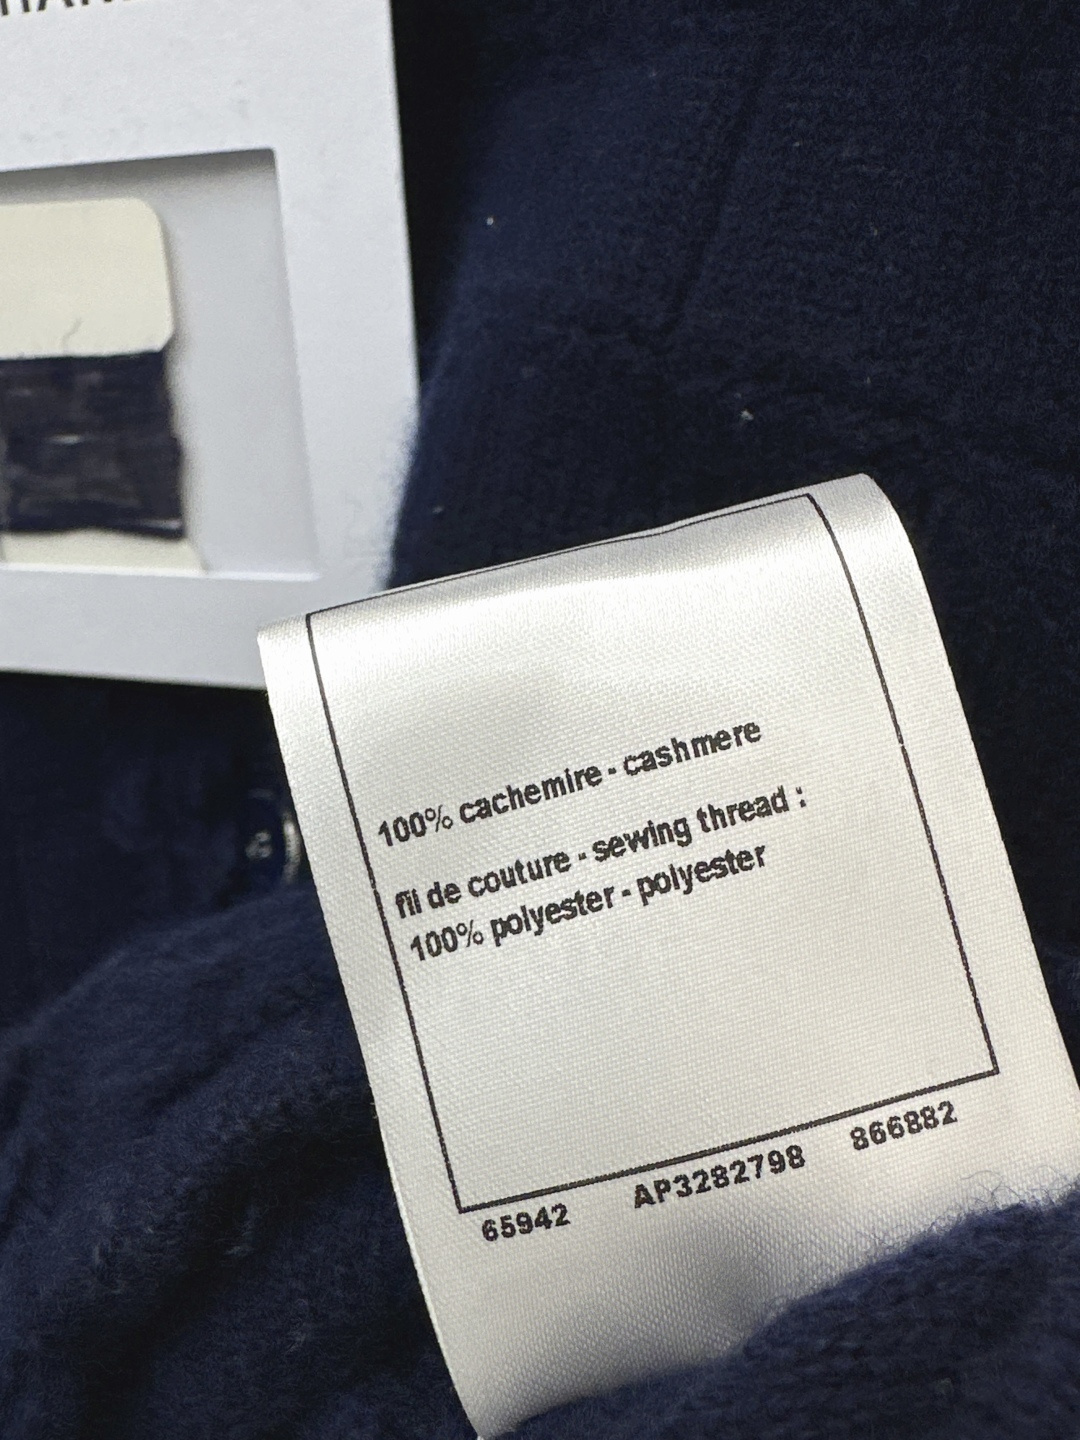 100% cachemire - cashmere
fil de couture - sewing thread :
100% polyester - polyester
65942 AP3282798 866882